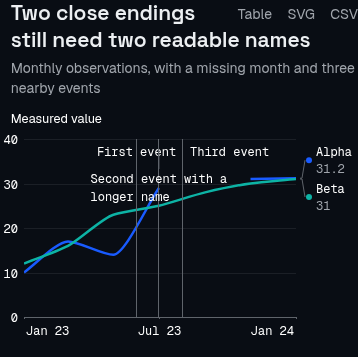 Two close endings
still need two readable names
Table SVG CSV
Monthly observations, with a missing month and three
nearby events
Measured value
40
First event Third event
Alpha
31.2
30
Second event with a
longer name
Beta
31
20
10
0
Jan 23 Jul 23 Jan 24